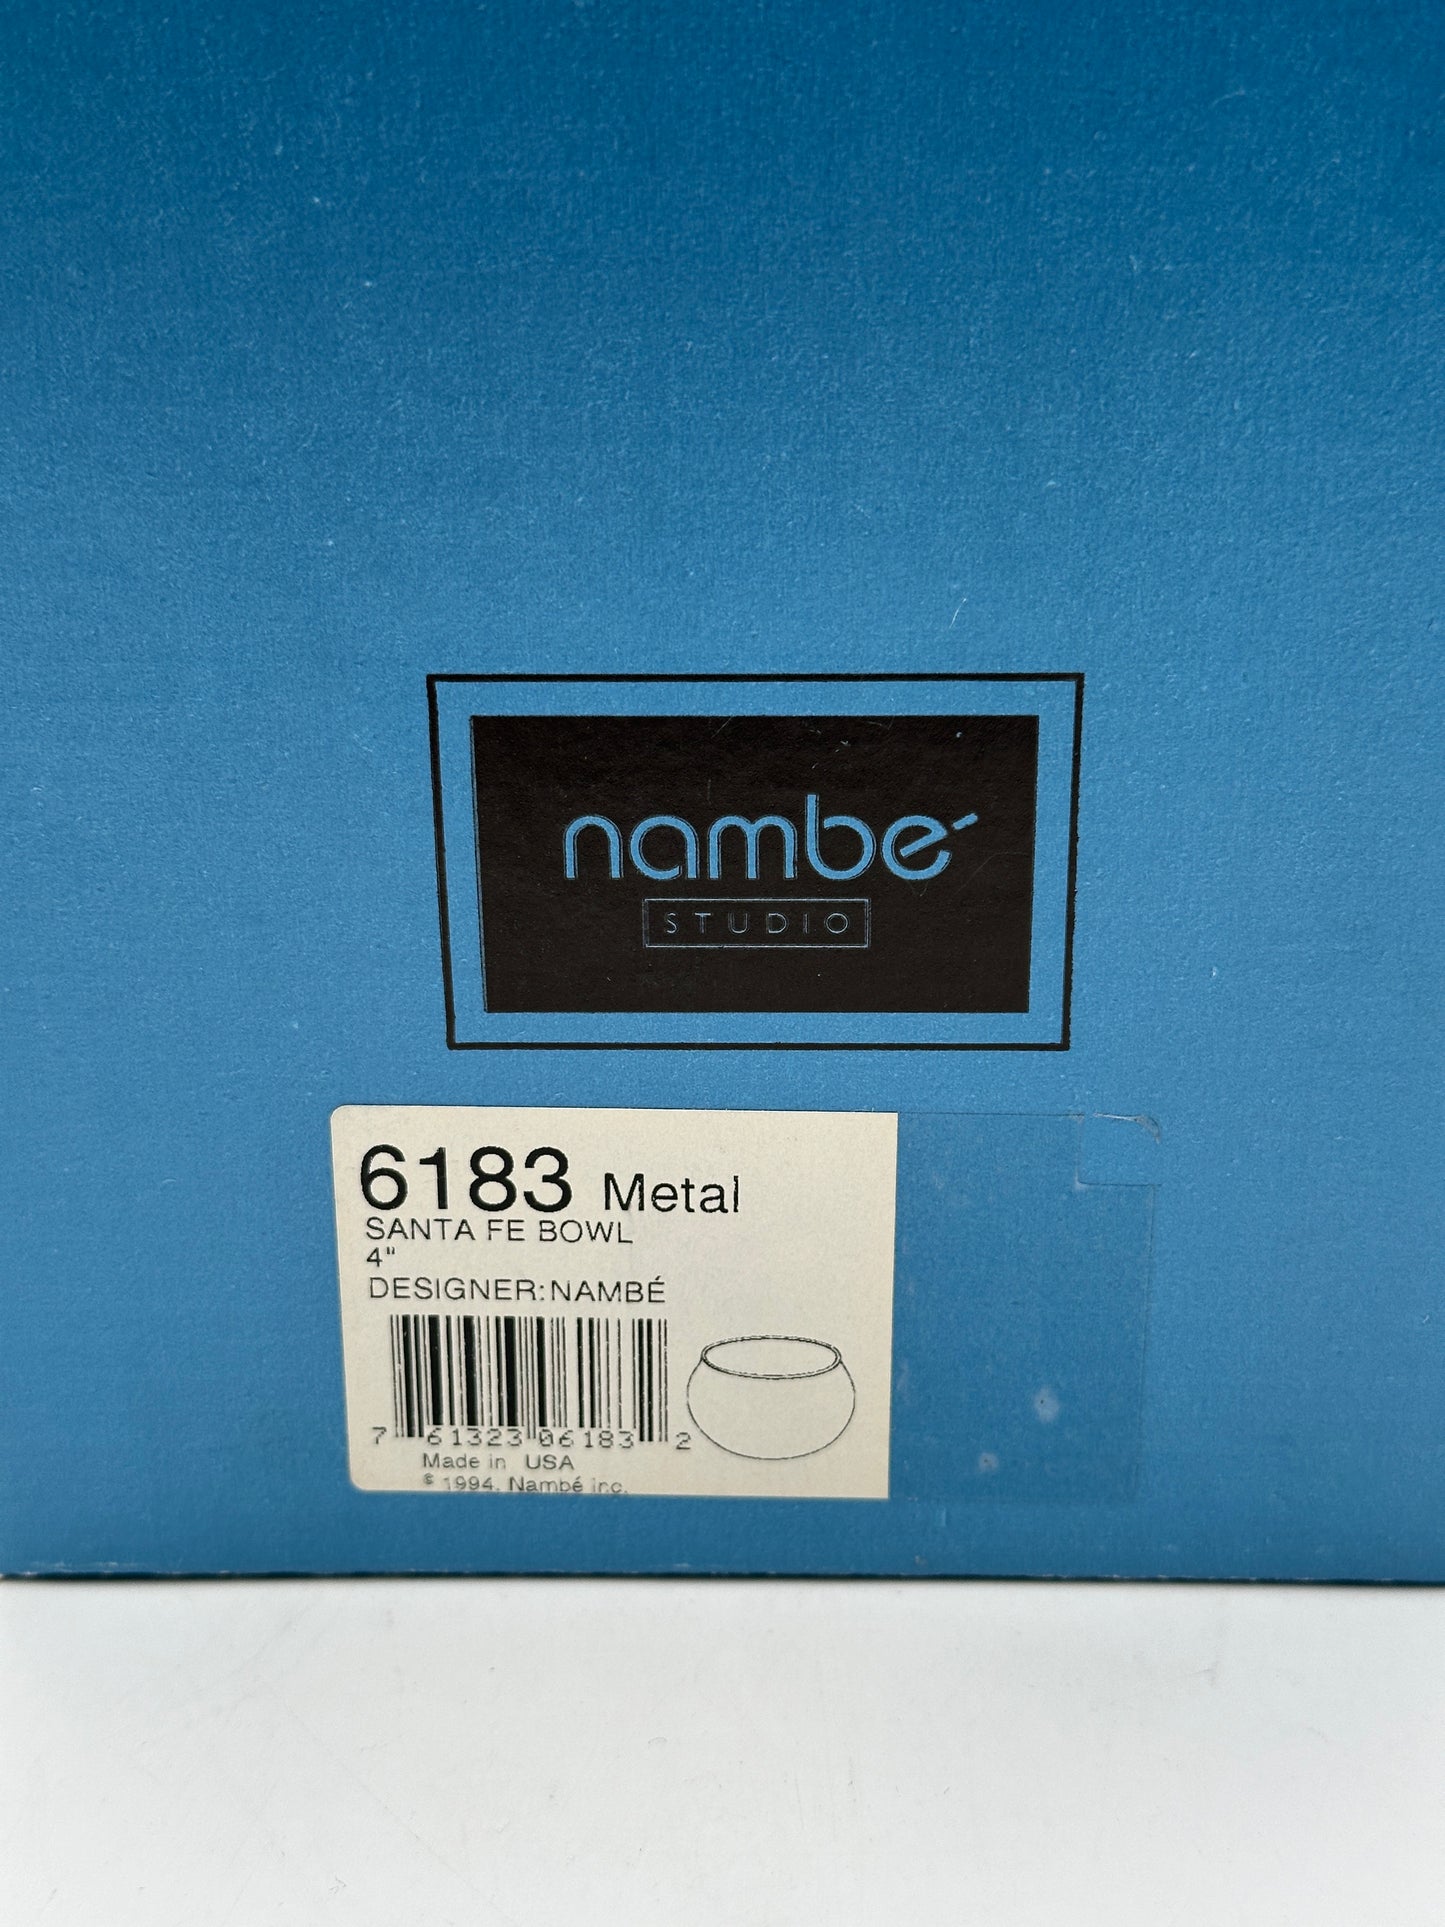 nambé
STUDIO
6183 Metal
SANTA FE BOWL
4"
DESIGNER:NAMBÉ
7 61323 06183 2
Made in USA
© 1994, Nambé inc.